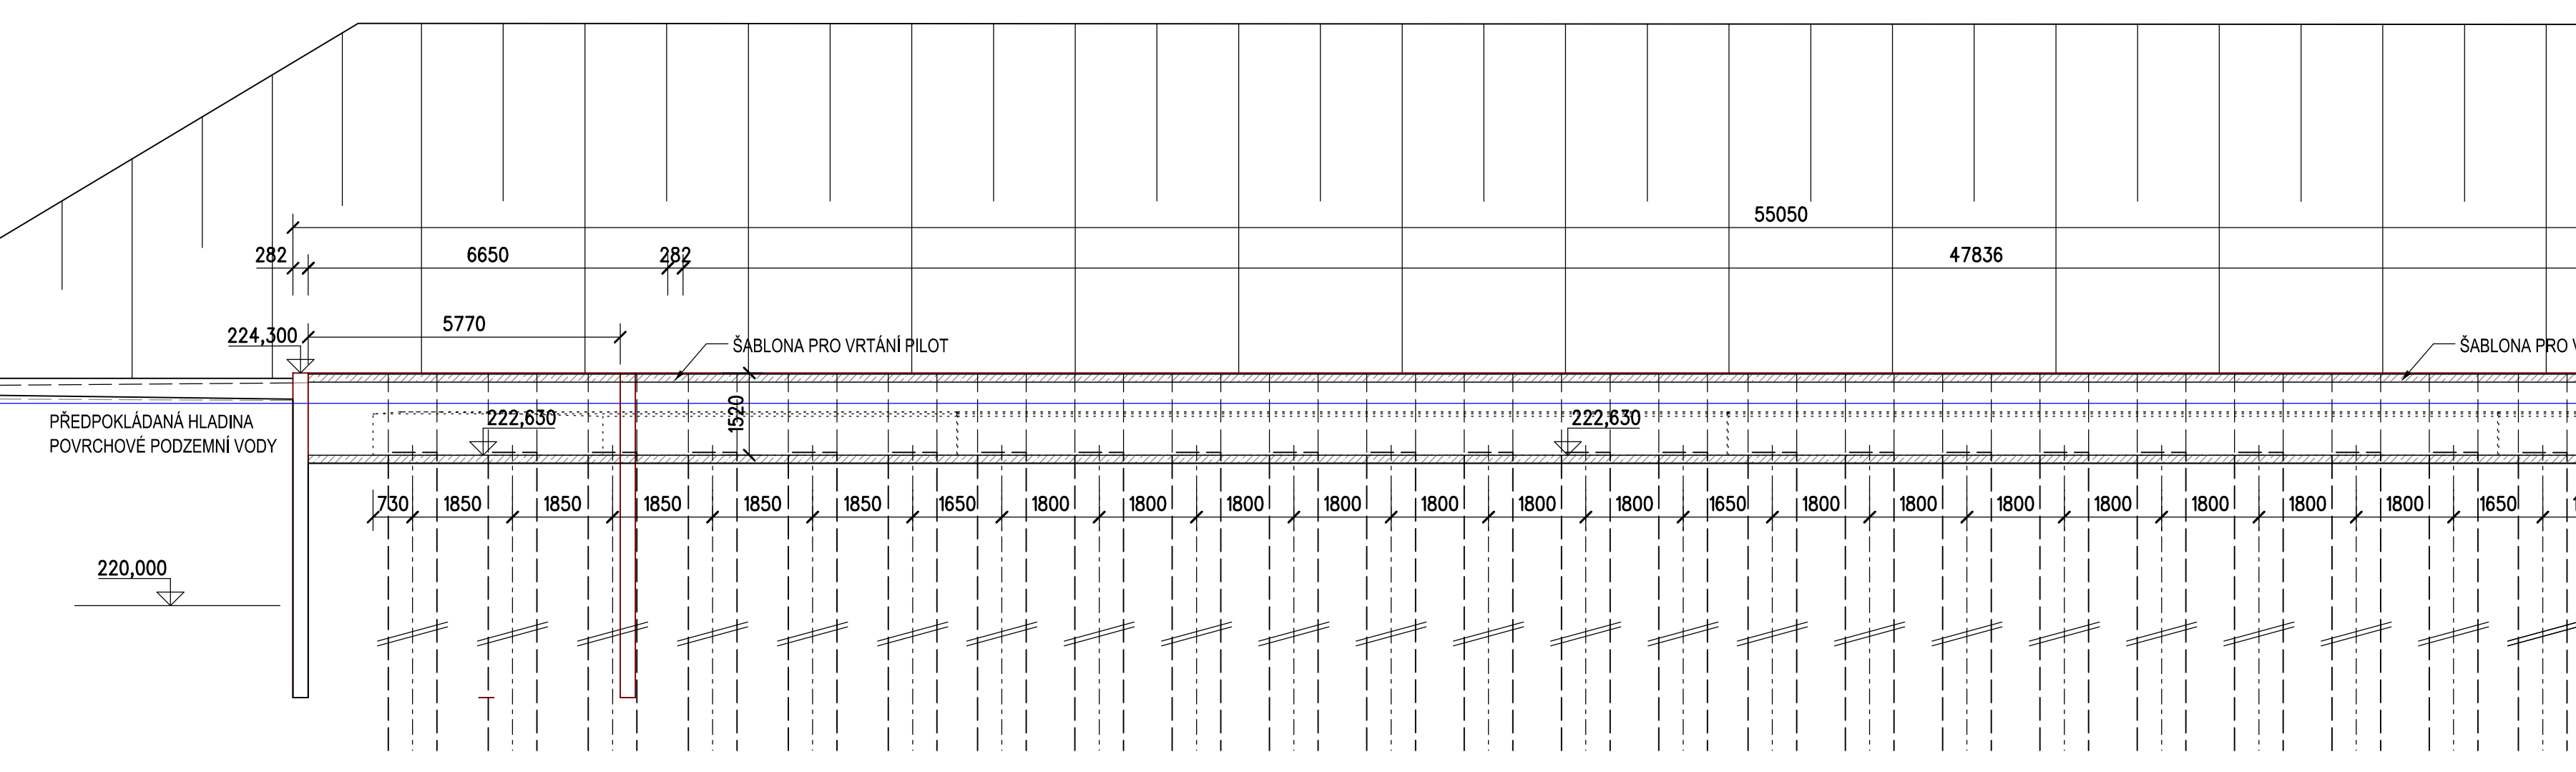 55050
282 6650 282 47836
5770
224,300
ŠABLONA PRO VRTÁNÍ PILOT
ŠABLONA PRO
PŘEDPOKLÁDANÁ HLADINA
POVRCHOVÉ PODZEMNÍ VODY
222,630
1520
222,630
730 1850 1850 1850 1850 1850 1650 1800 1800 1800 1800 1800 1800 1800 1650 1800 1800 1800 1800 1800 1800 1800 1650
220,000